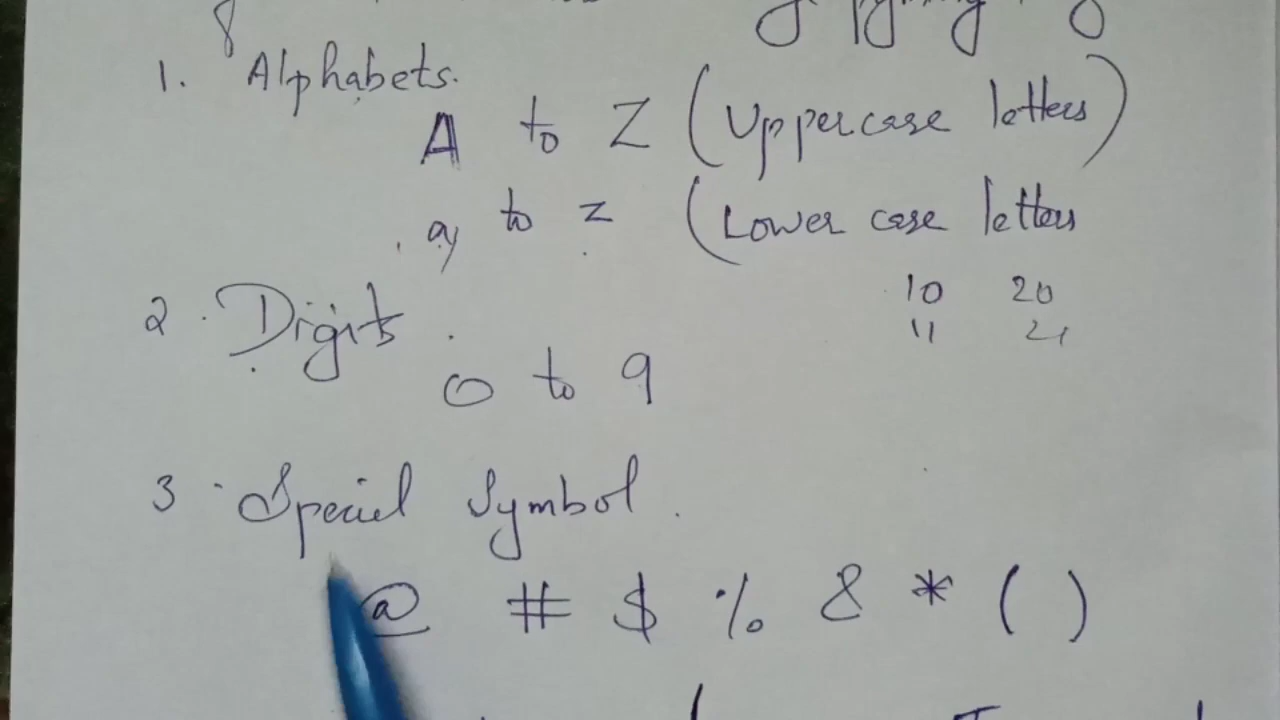 1. Alphabets.
A to Z (Uppercase letters)
a to z (Lower case letters
10 20
11 21
2. Digits
0 to 9
3. Special Symbol.
@ # $ % & * ( )